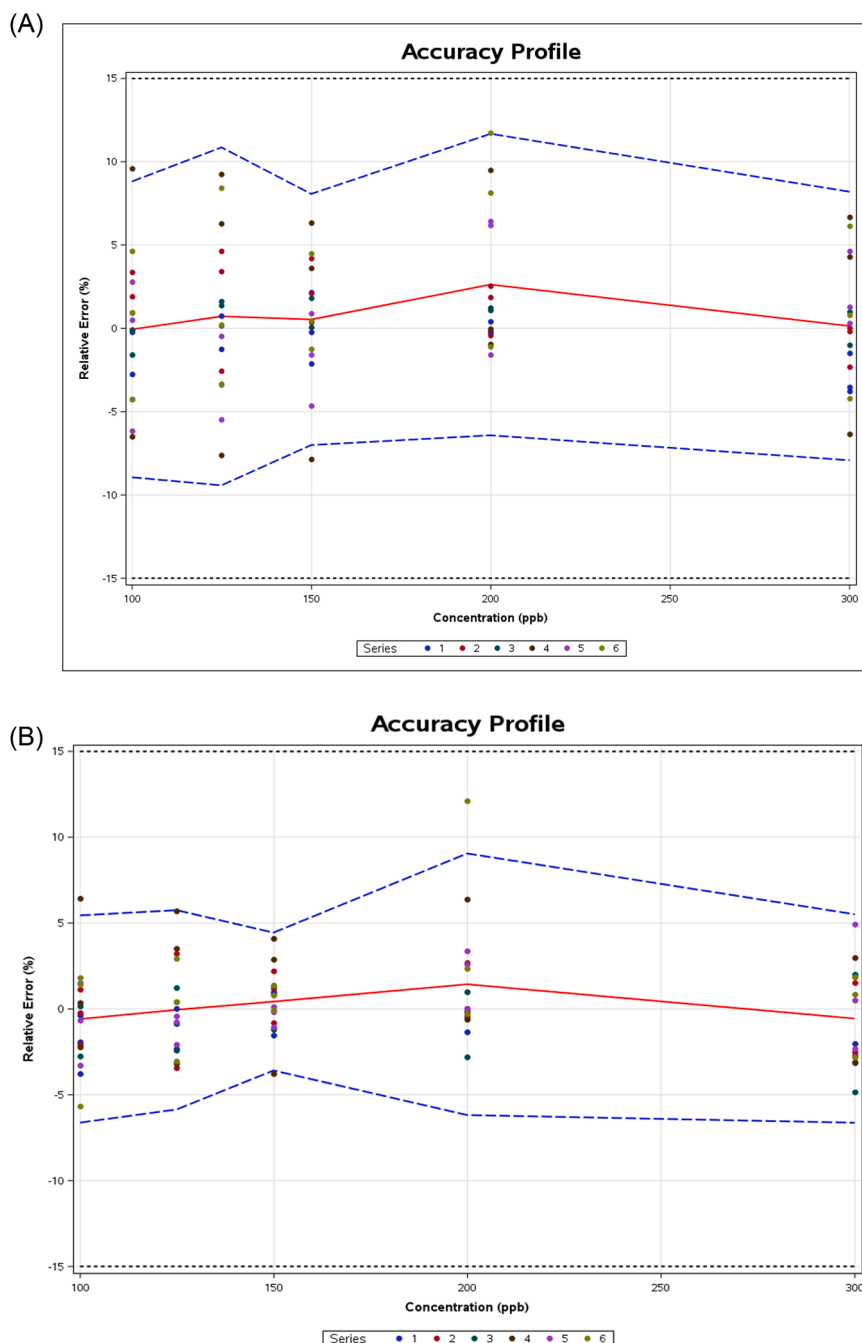 (A)
Accuracy Profile
15
10
5
0
-5
-10
-15
Relative Error (%)
100 150 200 250 300
Concentration (ppb)
Series 1 2 3 4 5 6
(B)
Accuracy Profile
15
10
5
0
-5
-10
-15
Relative Error (%)
100 150 200 250 300
Concentration (ppb)
Series 1 2 3 4 5 6